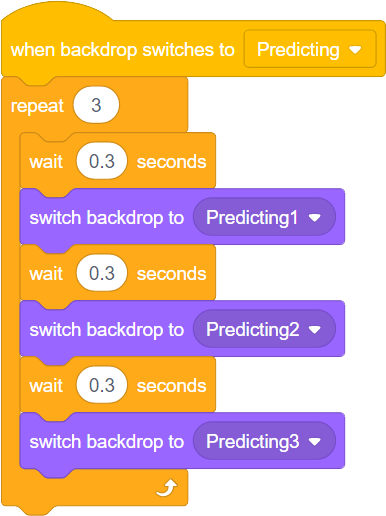 when backdrop switches to Predicting
repeat 3
wait 0.3 seconds
switch backdrop to Predicting1
wait 0.3 seconds
switch backdrop to Predicting2
wait 0.3 seconds
switch backdrop to Predicting3